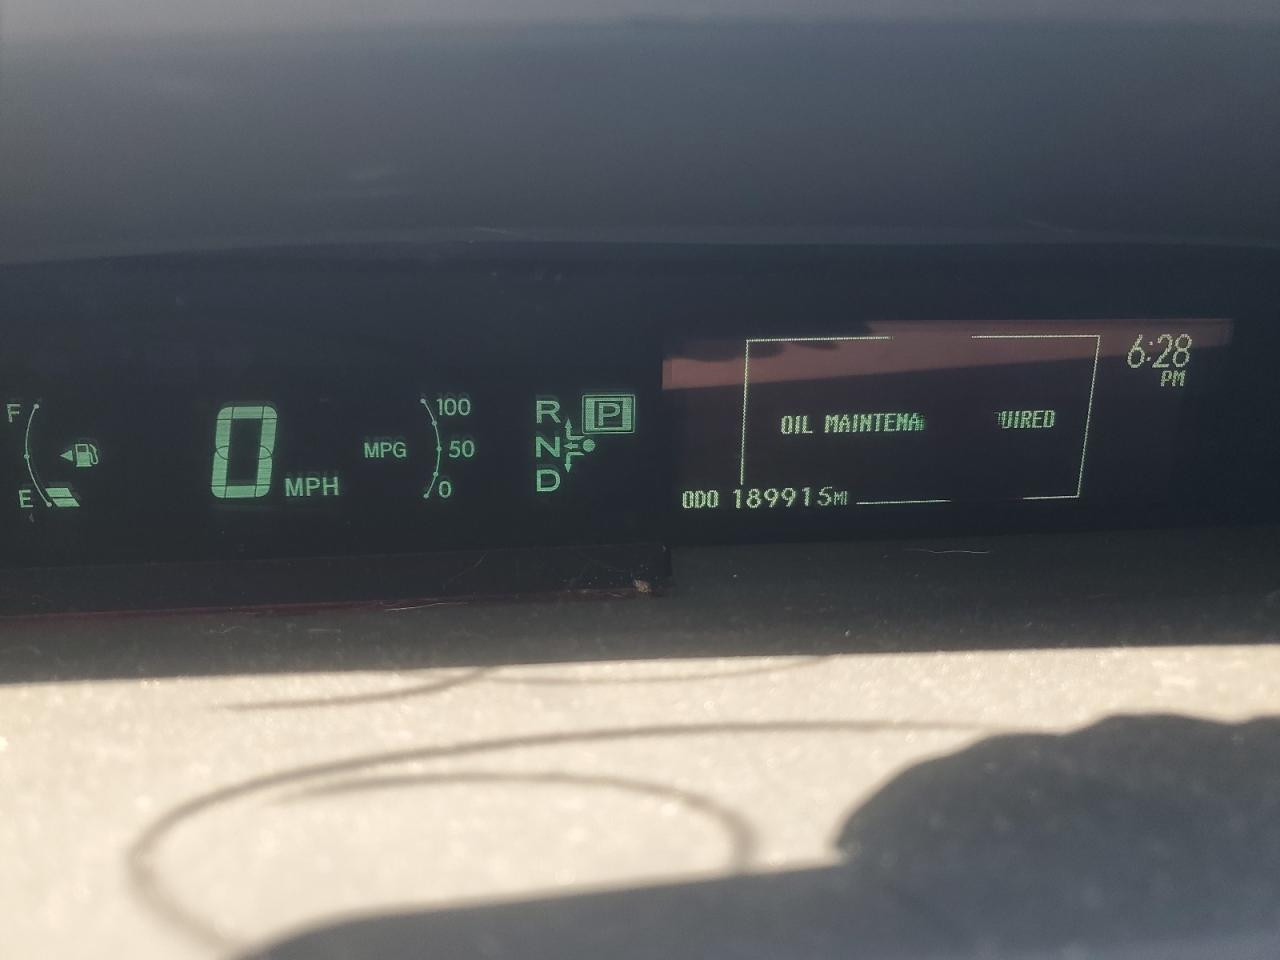 F
E
0 MPH
MPG
100
50
0
R
N
D
P
6:28
PM
OIL MAINTENA UIRED
ODO 189915MI